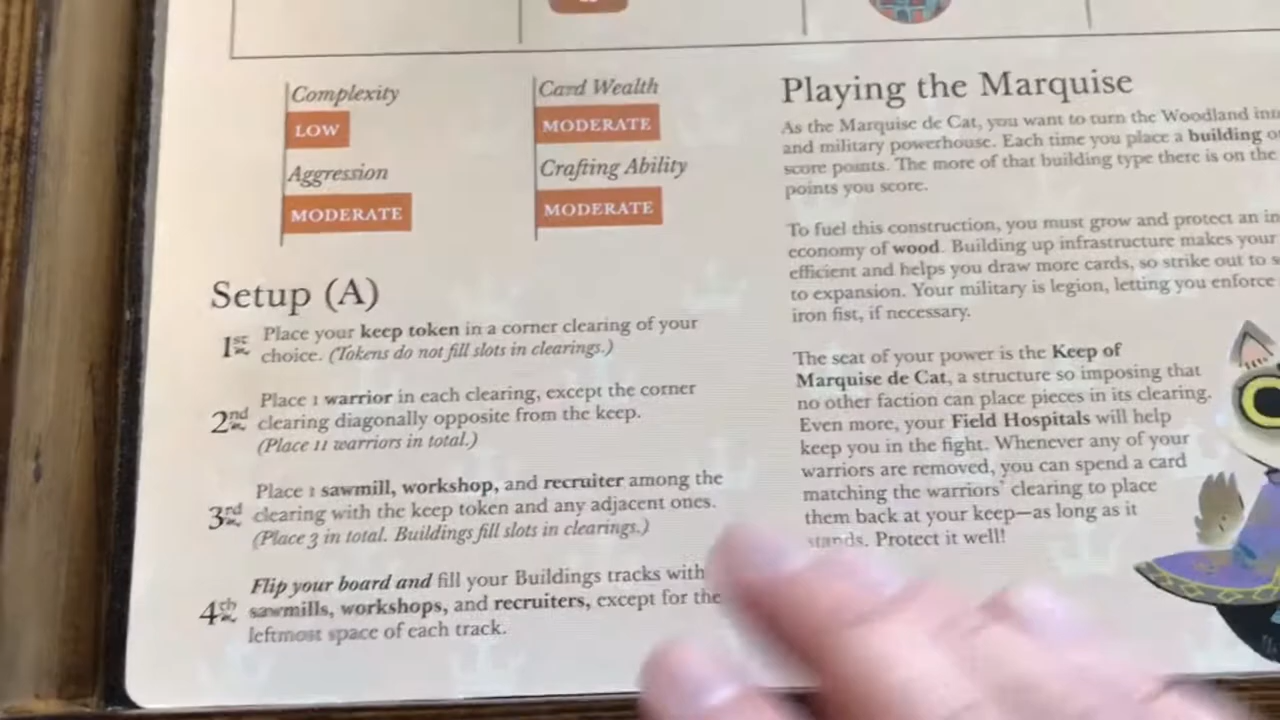 Complexity
LOW
Aggression
MODERATE
Card Wealth
MODERATE
Crafting Ability
MODERATE
Setup (A)
1st Place your keep token in a corner clearing of your
choice. (Tokens do not fill slots in clearings.)
2nd Place 1 warrior in each clearing, except the corner
clearing diagonally opposite from the keep.
(Place 11 warriors in total.)
3rd Place 1 sawmill, workshop, and recruiter among the
clearing with the keep token and any adjacent ones.
(Place 3 in total. Buildings fill slots in clearings.)
4th Flip your board and fill your Buildings tracks with
sawmills, workshops, and recruiters, except for the
leftmost space of each track.
Playing the Marquise
As the Marquise de Cat, you want to turn the Woodland
and military powerhouse. Each time you place a building
score points. The more of that building type there is on the
points you score.
To fuel this construction, you must grow and protect an
economy of wood. Building up infrastructure makes your
efficient and helps you draw more cards, so strike out to
to expansion. Your military is legion, letting you enforce
iron fist, if necessary.
The seat of your power is the Keep of
Marquise de Cat, a structure so imposing that
no other faction can place pieces in its clearing.
Even more, your Field Hospitals will help
keep you in the fight. Whenever any of your
warriors are removed, you can spend a card
matching the warriors' clearing to place
them back at your keep—as long as it
stands. Protect it well!